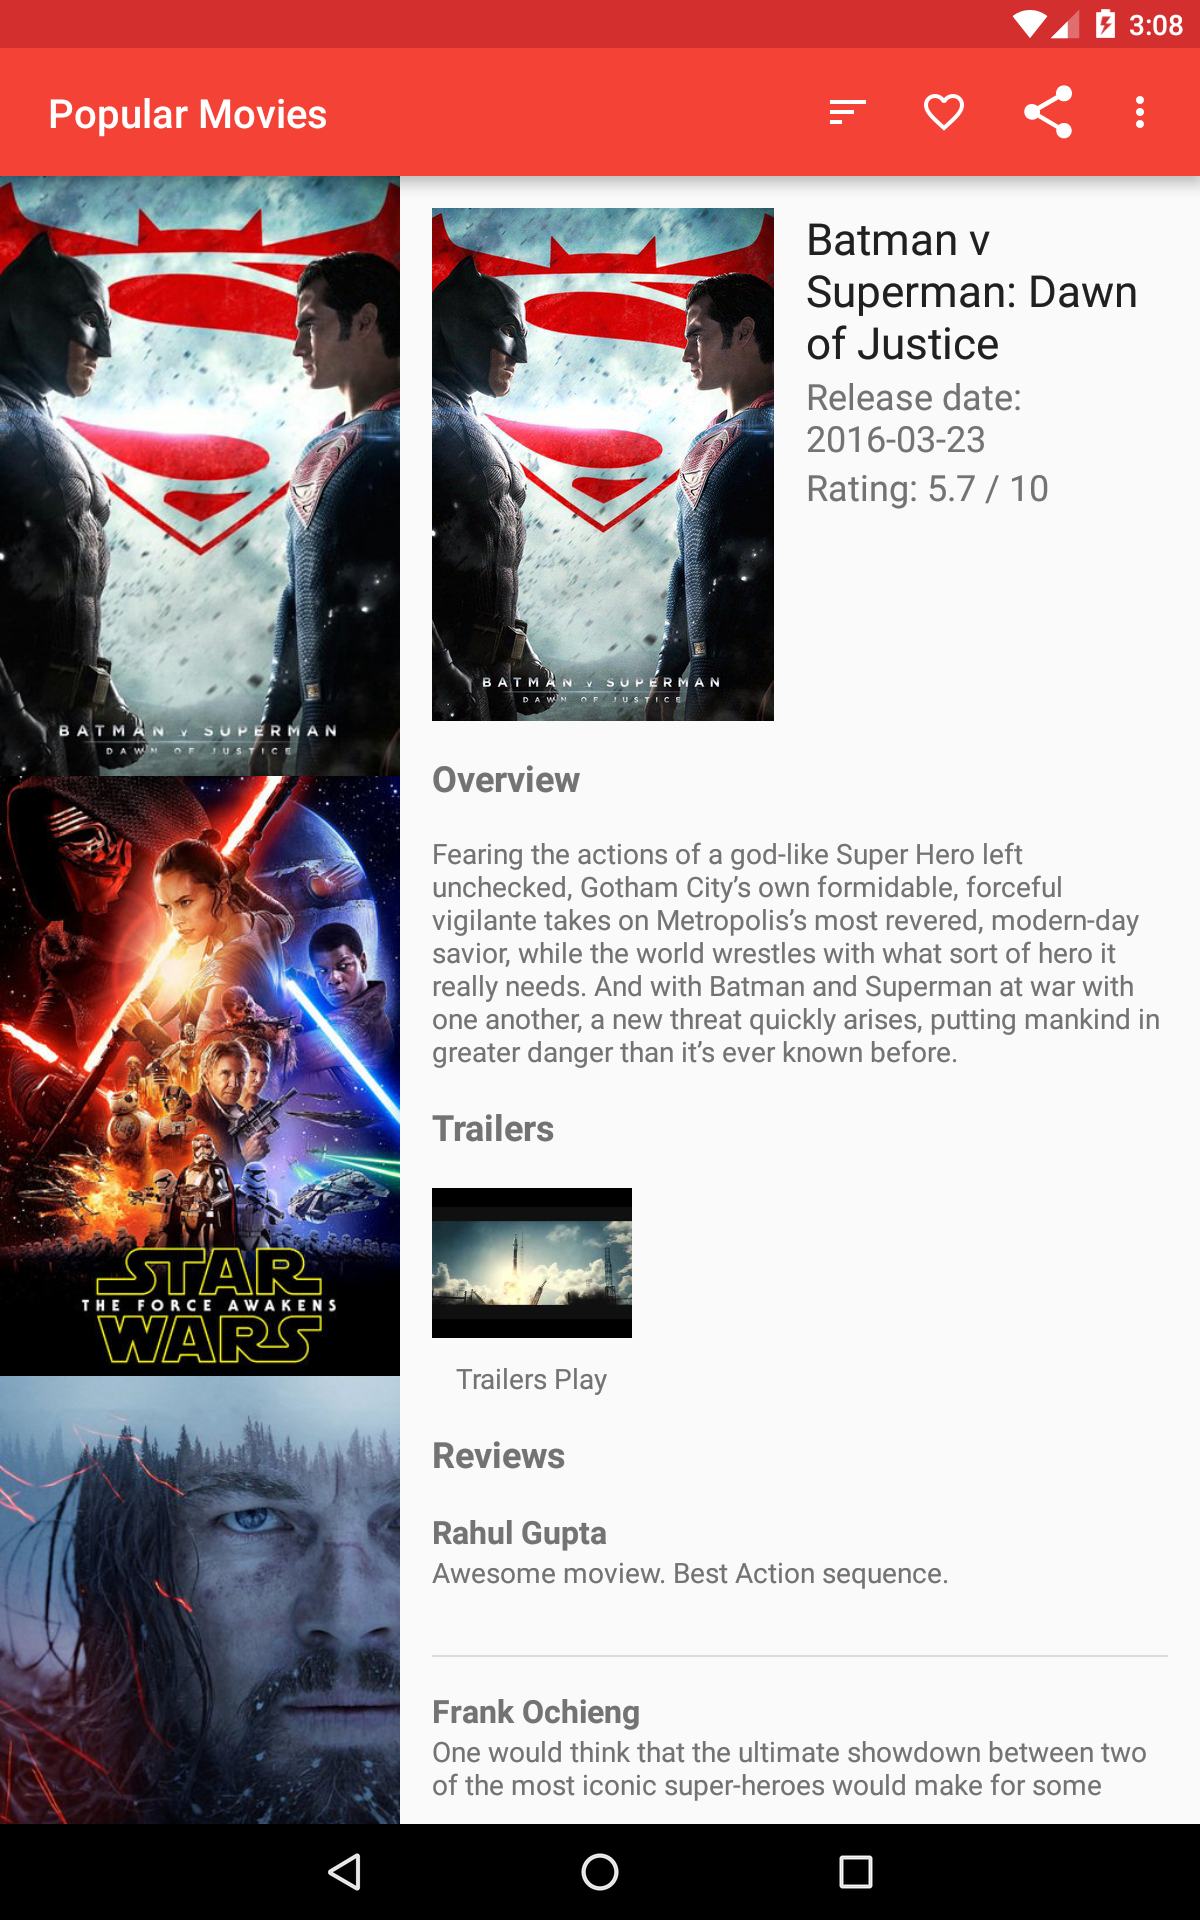 3:08
Popular Movies
BATMAN v SUPERMAN
DAWN OF JUSTICE
STAR
THE FORCE AWAKENS
WARS
BATMAN v SUPERMAN
DAWN OF JUSTICE
Batman v
Superman: Dawn
of Justice
Release date:
2016-03-23
Rating: 5.7 / 10
Overview
Fearing the actions of a god-like Super Hero left
unchecked, Gotham City’s own formidable, forceful
vigilante takes on Metropolis’s most revered, modern-day
savior, while the world wrestles with what sort of hero it
really needs. And with Batman and Superman at war with
one another, a new threat quickly arises, putting mankind in
greater danger than it’s ever known before.
Trailers
Trailers Play
Reviews
Rahul Gupta
Awesome moview. Best Action sequence.
Frank Ochieng
One would think that the ultimate showdown between two
of the most iconic super-heroes would make for some